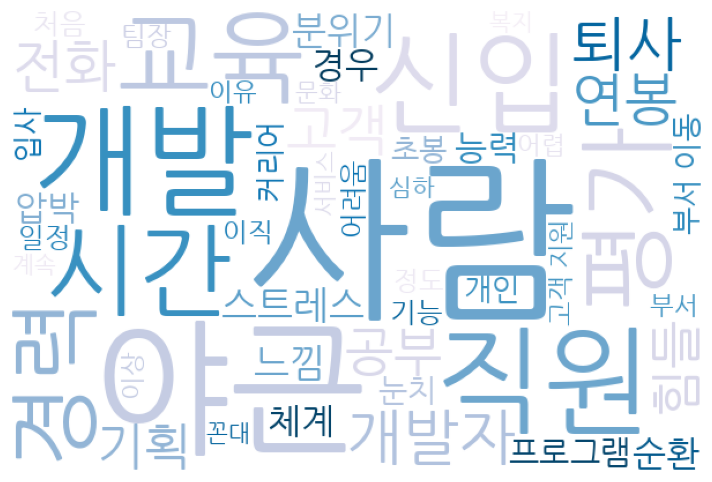 처음
팀장
분위기
복지
퇴사
전화
교육
경우
신입
연봉
이유
문화
입사
개발
고객
커리어
초봉
능력
어렵
평가
부서 이동
압박
서비스
어려움
심하
사람
일정
시간
이직
계속
스트레스
정도
개인
고객 지원
기능
부서
경력
야근
이상
느낌
공부
눈치
직원
힘들
기획
꼰대
체계
개발자
프로그램
순환